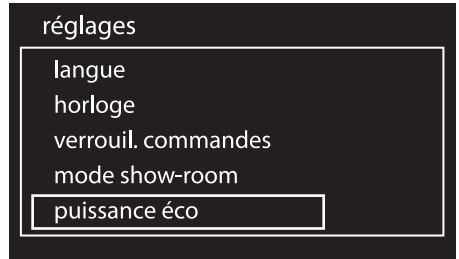 réglages
langue
horloge
verrouil. commandes
mode show-room
puissance éco